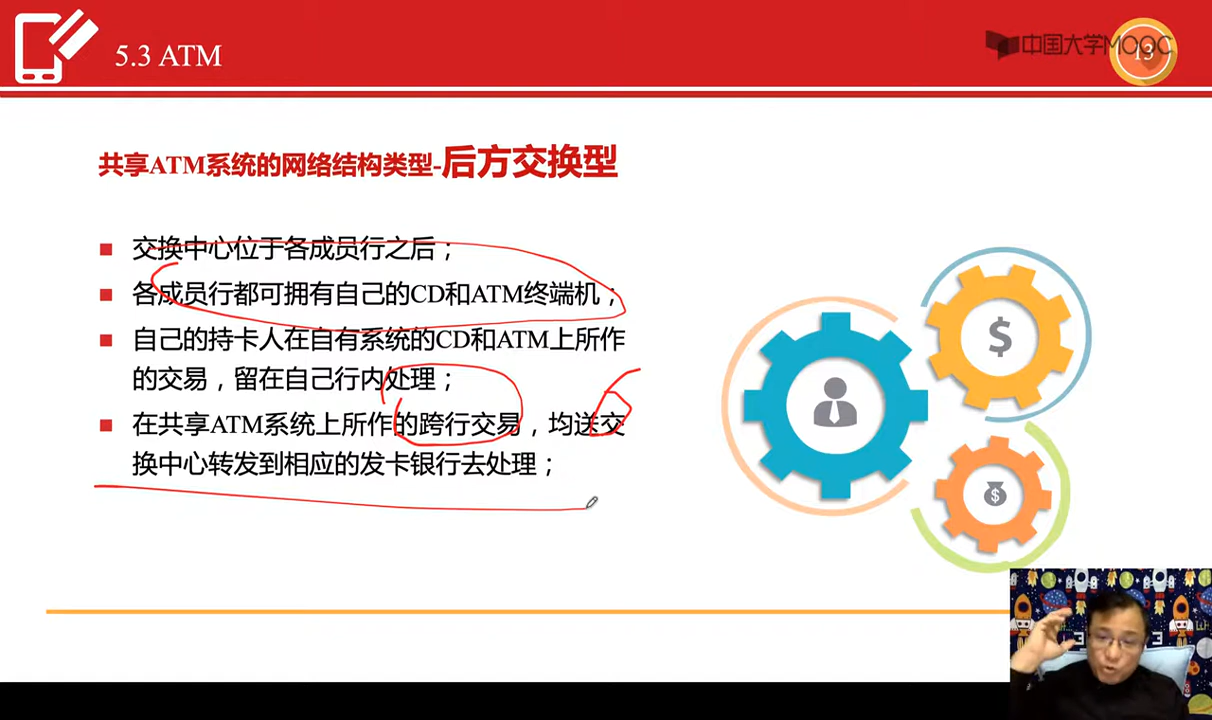 5.3 ATM
中国大学MOOC
13
共享ATM系统的网络结构类型-后方交换型
交换中心位于各成员行之后；
各成员行都可拥有自己的CD和ATM终端机；
自己的持卡人在自有系统的CD和ATM上所作
的交易，留在自己行内处理；
在共享ATM系统上所作的跨行交易，均送交
换中心转发到相应的发卡银行去处理；
$
$